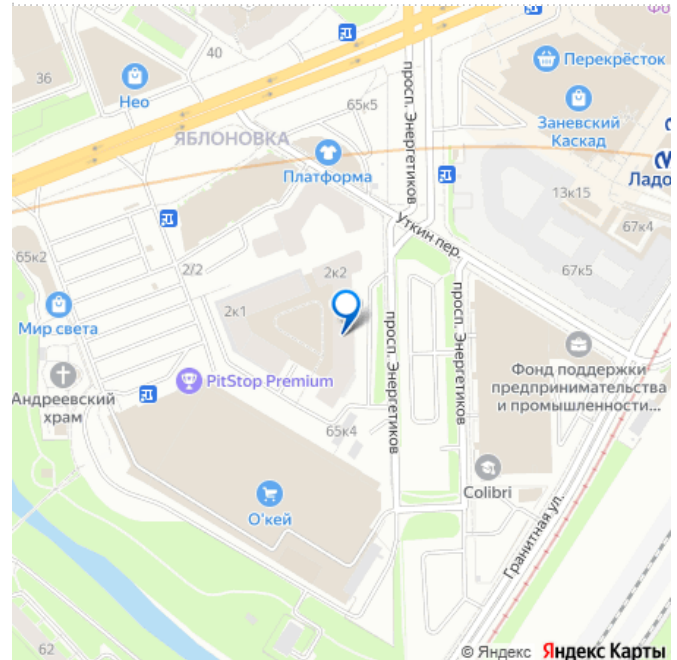 Фо
40
36
Нео
65к5
просп. Энергетиков
Перекрёсток
Заневский
Каскад
ЯБЛОНОВКА
Платформа
Ладо
13к15
67к4
Уткин пер.
65к2
2/2
2к2
67к5
2к1
Мир света
просп. Энергетиков
просп. Энергетиков
Фонд поддержки
предпринимательства
и промышленности...
PitStop Premium
Андреевский
храм
65к4
Colibri
О'кей
Гранитная ул.
62
© Яндекс Яндекс Карты